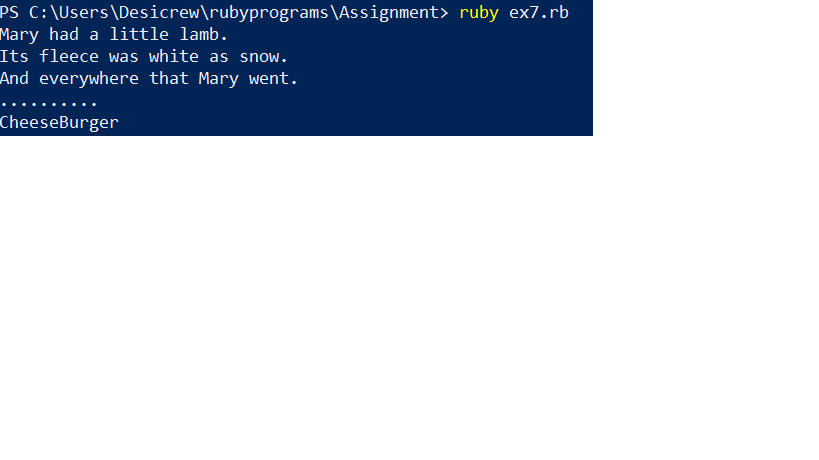 PS C:\Users\Desicrew\rubyprograms\Assignment> ruby ex7.rb
Mary had a little lamb.
Its fleece was white as snow.
And everywhere that Mary went.
..........
CheeseBurger